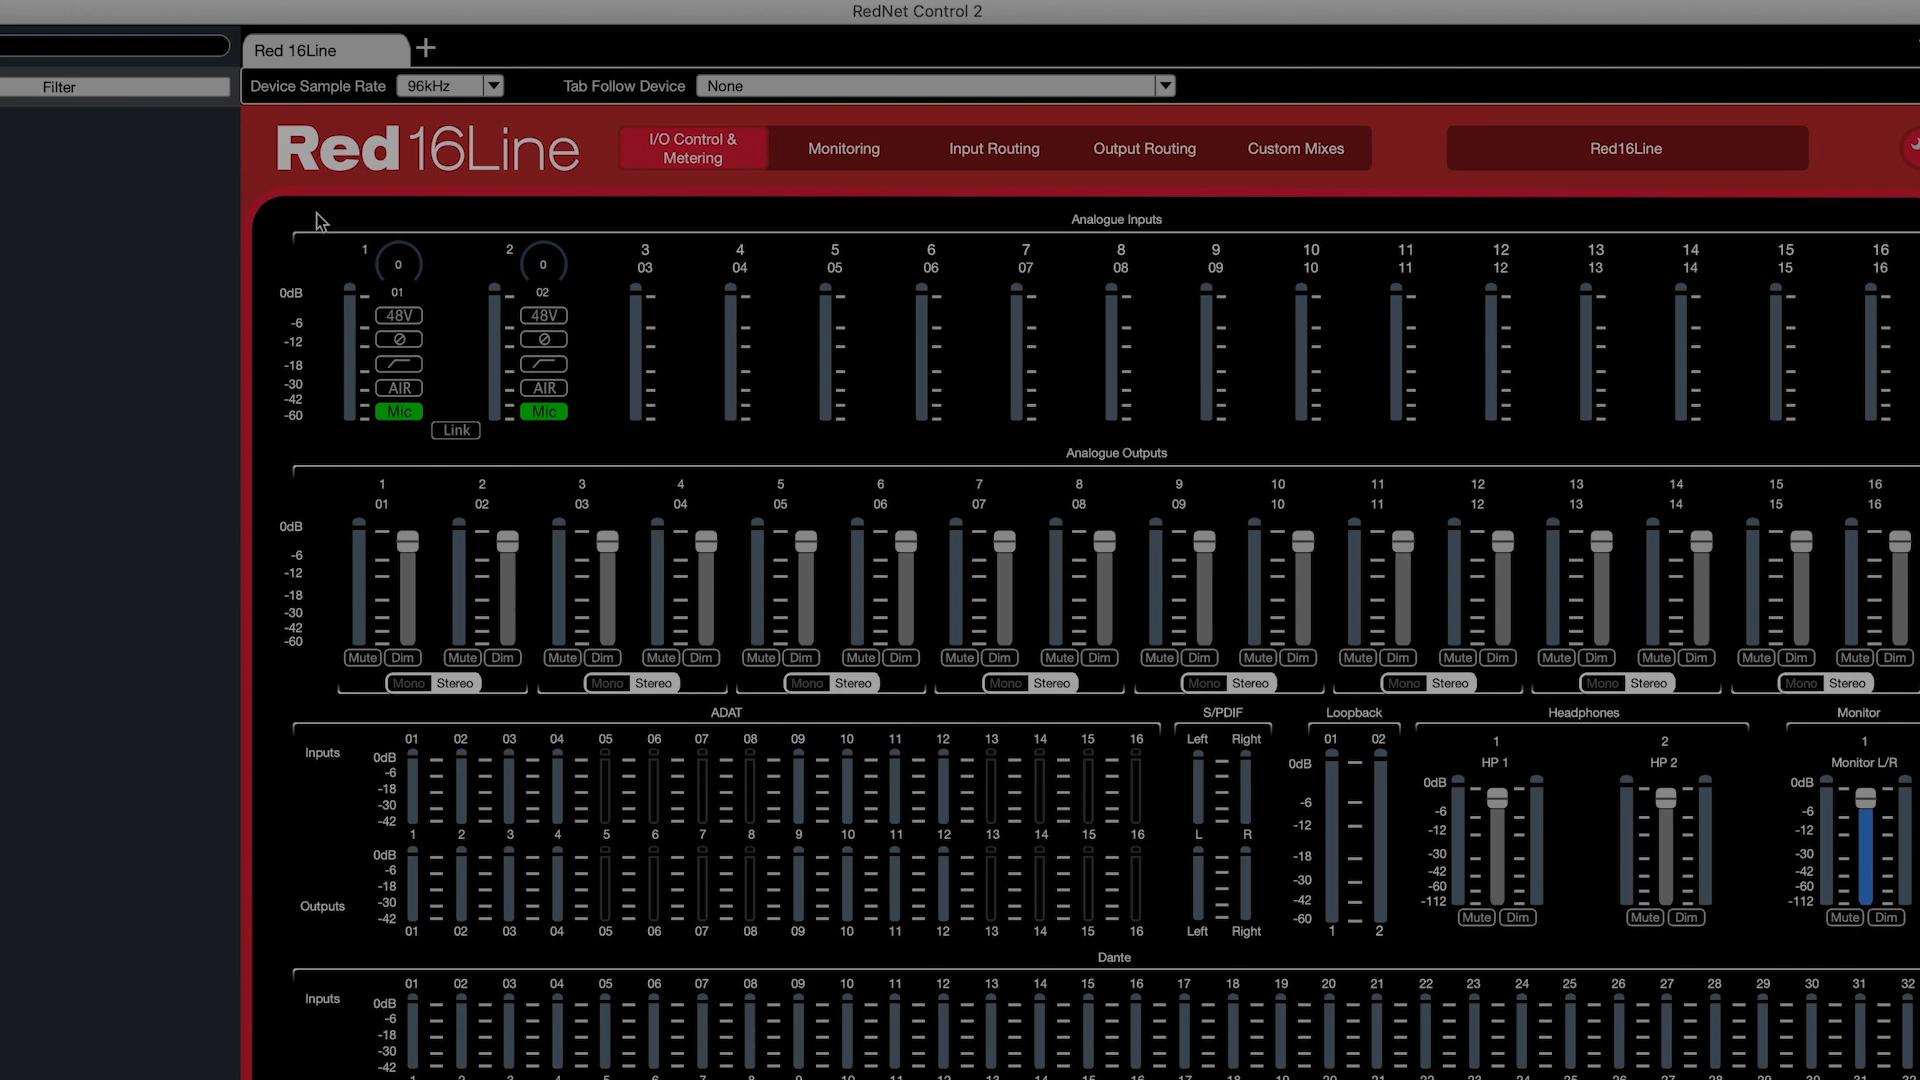 RedNet Control 2
Red 16Line +
Filter
Device Sample Rate 96kHz Tab Follow Device None
Red 16Line
I/O Control & Metering
Monitoring Input Routing Output Routing Custom Mixes Red16Line
Analogue Inputs
1 2 3 4 5 6 7 8 9 10 11 12 13 14 15 16
0 0 03 04 05 06 07 08 09 10 11 12 13 14 15 16
0dB 01 02
48V 48V
-6
-12
-18
-30 AIR AIR
-42
-60 Mic Mic
Link
Analogue Outputs
1 2 3 4 5 6 7 8 9 10 11 12 13 14 15 16
01 02 03 04 05 06 07 08 09 10 11 12 13 14 15 16
0dB
-6
-12
-18
-30
-42
-60
Mute Dim Mute Dim Mute Dim Mute Dim Mute Dim Mute Dim Mute Dim Mute Dim Mute Dim Mute Dim Mute Dim Mute Dim Mute Dim Mute Dim Mute Dim Mute Dim
Mono Stereo Mono Stereo Mono Stereo Mono Stereo Mono Stereo Mono Stereo Mono Stereo Mono Stereo
ADAT
Inputs
01 02 03 04 05 06 07 08 09 10 11 12 13 14 15 16
0dB
-6
-18
-30
-42
1 2 3 4 5 6 7 8 9 10 11 12 13 14 15 16
Outputs
0dB
-6
-18
-30
-42
01 02 03 04 05 06 07 08 09 10 11 12 13 14 15 16
S/PDIF
Left Right
L R
Left Right
Loopback
01 02
0dB
-6
-12
-18
-30
-42
-60
1 2
Headphones
1 2
HP 1 HP 2
0dB
-6
-12
-30
-42
-60
-112
Mute Dim Mute Dim
Monitor
1
Monitor L/R
0dB
-6
-12
-30
-42
-60
-112
Mute Dim
Dante
Inputs
01 02 03 04 05 06 07 08 09 10 11 12 13 14 15 16 17 18 19 20 21 22 23 24 25 26 27 28 29 30 31 32
0dB
-6
-18
-30
-42